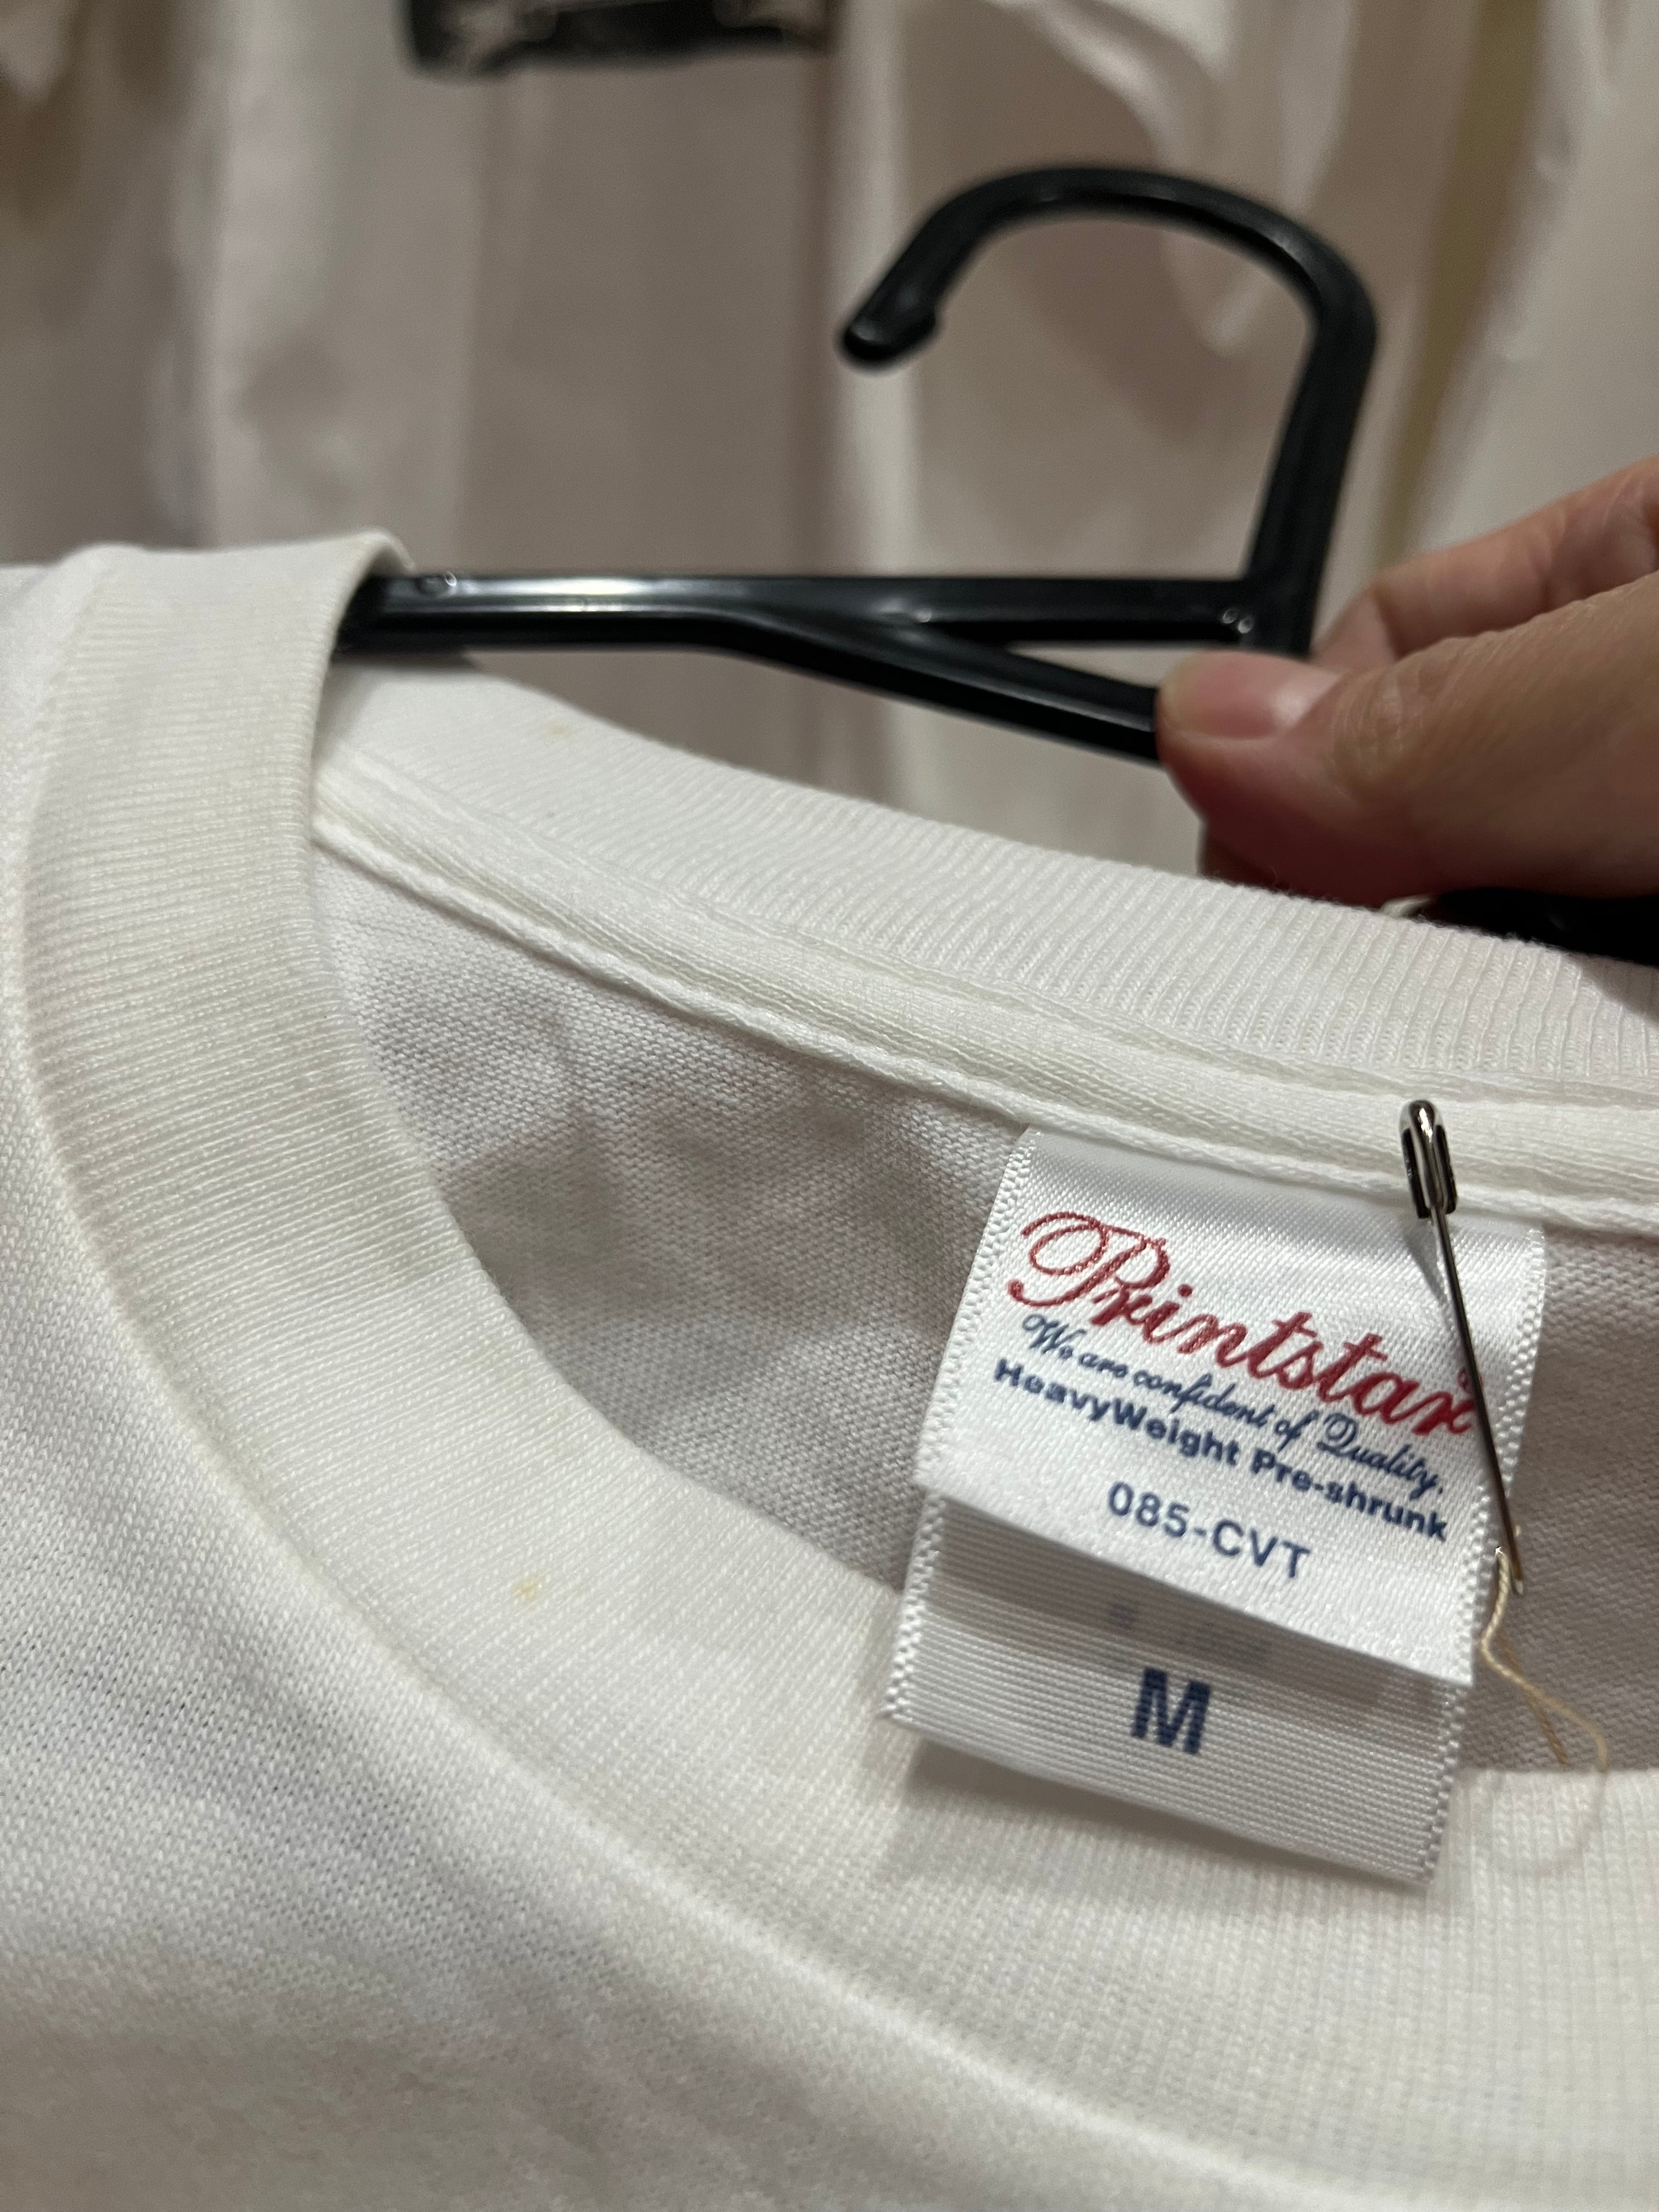 Printstar
We are confident of Quality.
HeavyWeight Pre-shrunk
085-CVT
M